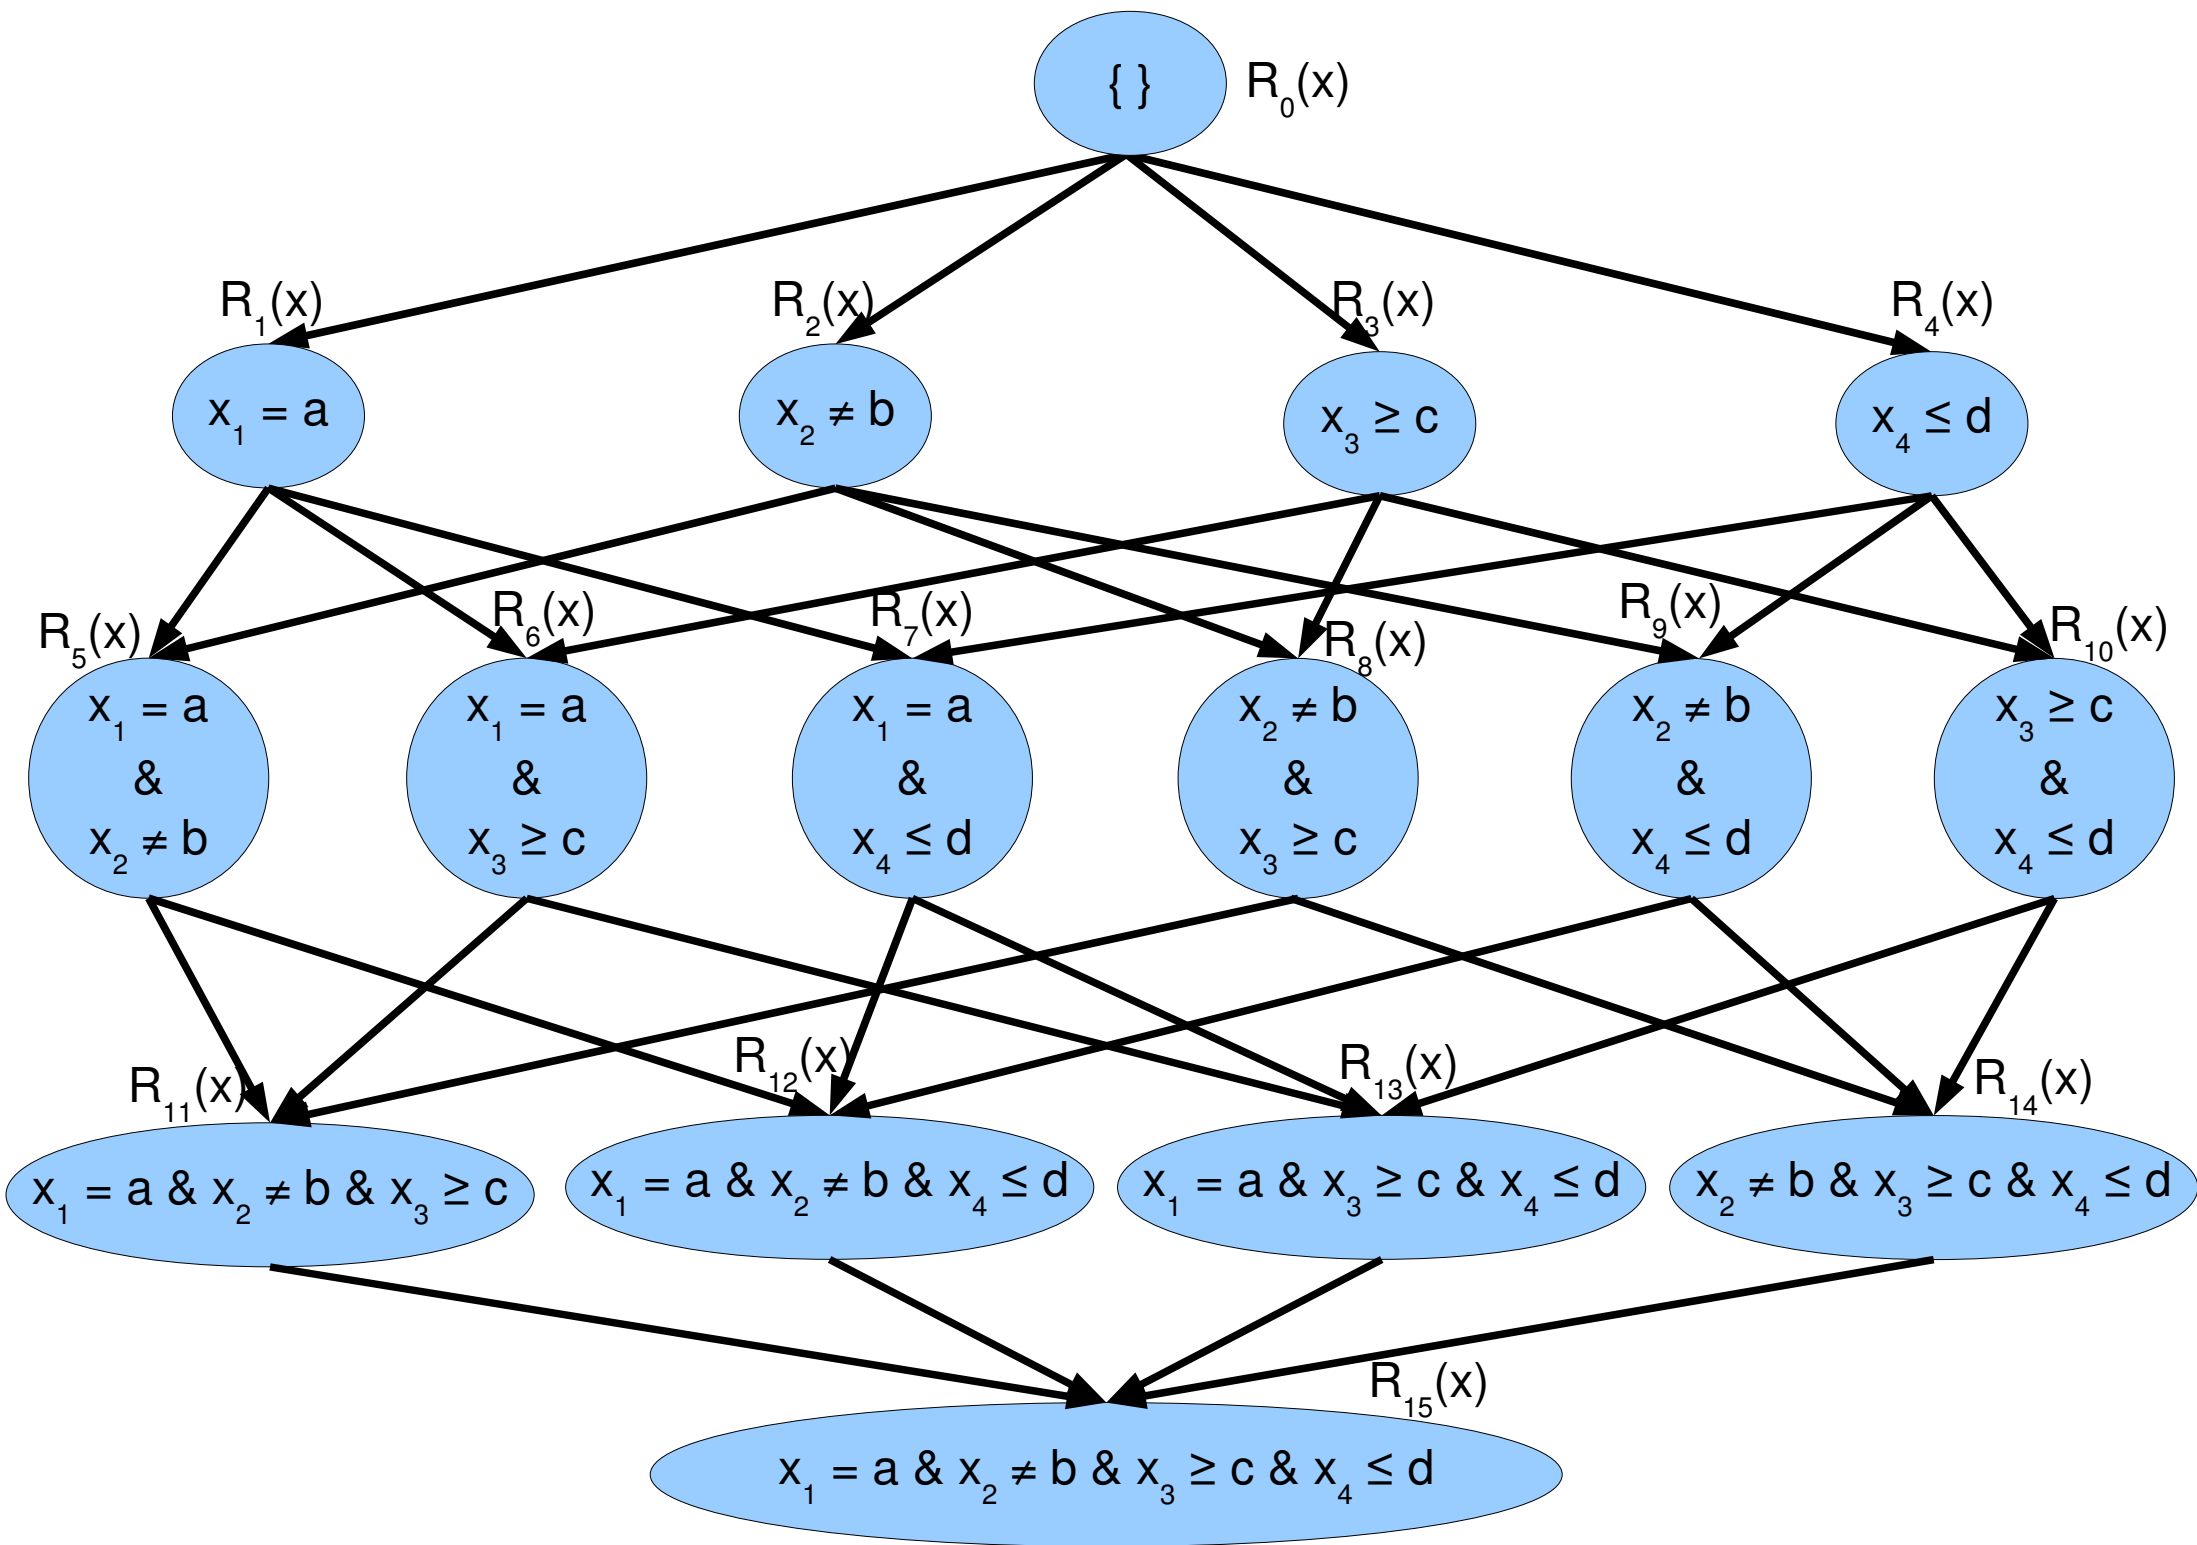 { } R₀(x)
R₁(x) R₂(x) R₃(x) R₄(x)
x₁ = a x₂ ≠ b x₃ ≥ c x₄ ≤ d
R₅(x) R₆(x) R₇(x) R₈(x) R₉(x) R₁₀(x)
x₁ = a
&
x₂ ≠ b
x₁ = a
&
x₃ ≥ c
x₁ = a
&
x₄ ≤ d
x₂ ≠ b
&
x₃ ≥ c
x₂ ≠ b
&
x₄ ≤ d
x₃ ≥ c
&
x₄ ≤ d
R₁₁(x) R₁₂(x) R₁₃(x) R₁₄(x)
x₁ = a & x₂ ≠ b & x₃ ≥ c
x₁ = a & x₂ ≠ b & x₄ ≤ d
x₁ = a & x₃ ≥ c & x₄ ≤ d
x₂ ≠ b & x₃ ≥ c & x₄ ≤ d
R₁₅(x)
x₁ = a & x₂ ≠ b & x₃ ≥ c & x₄ ≤ d